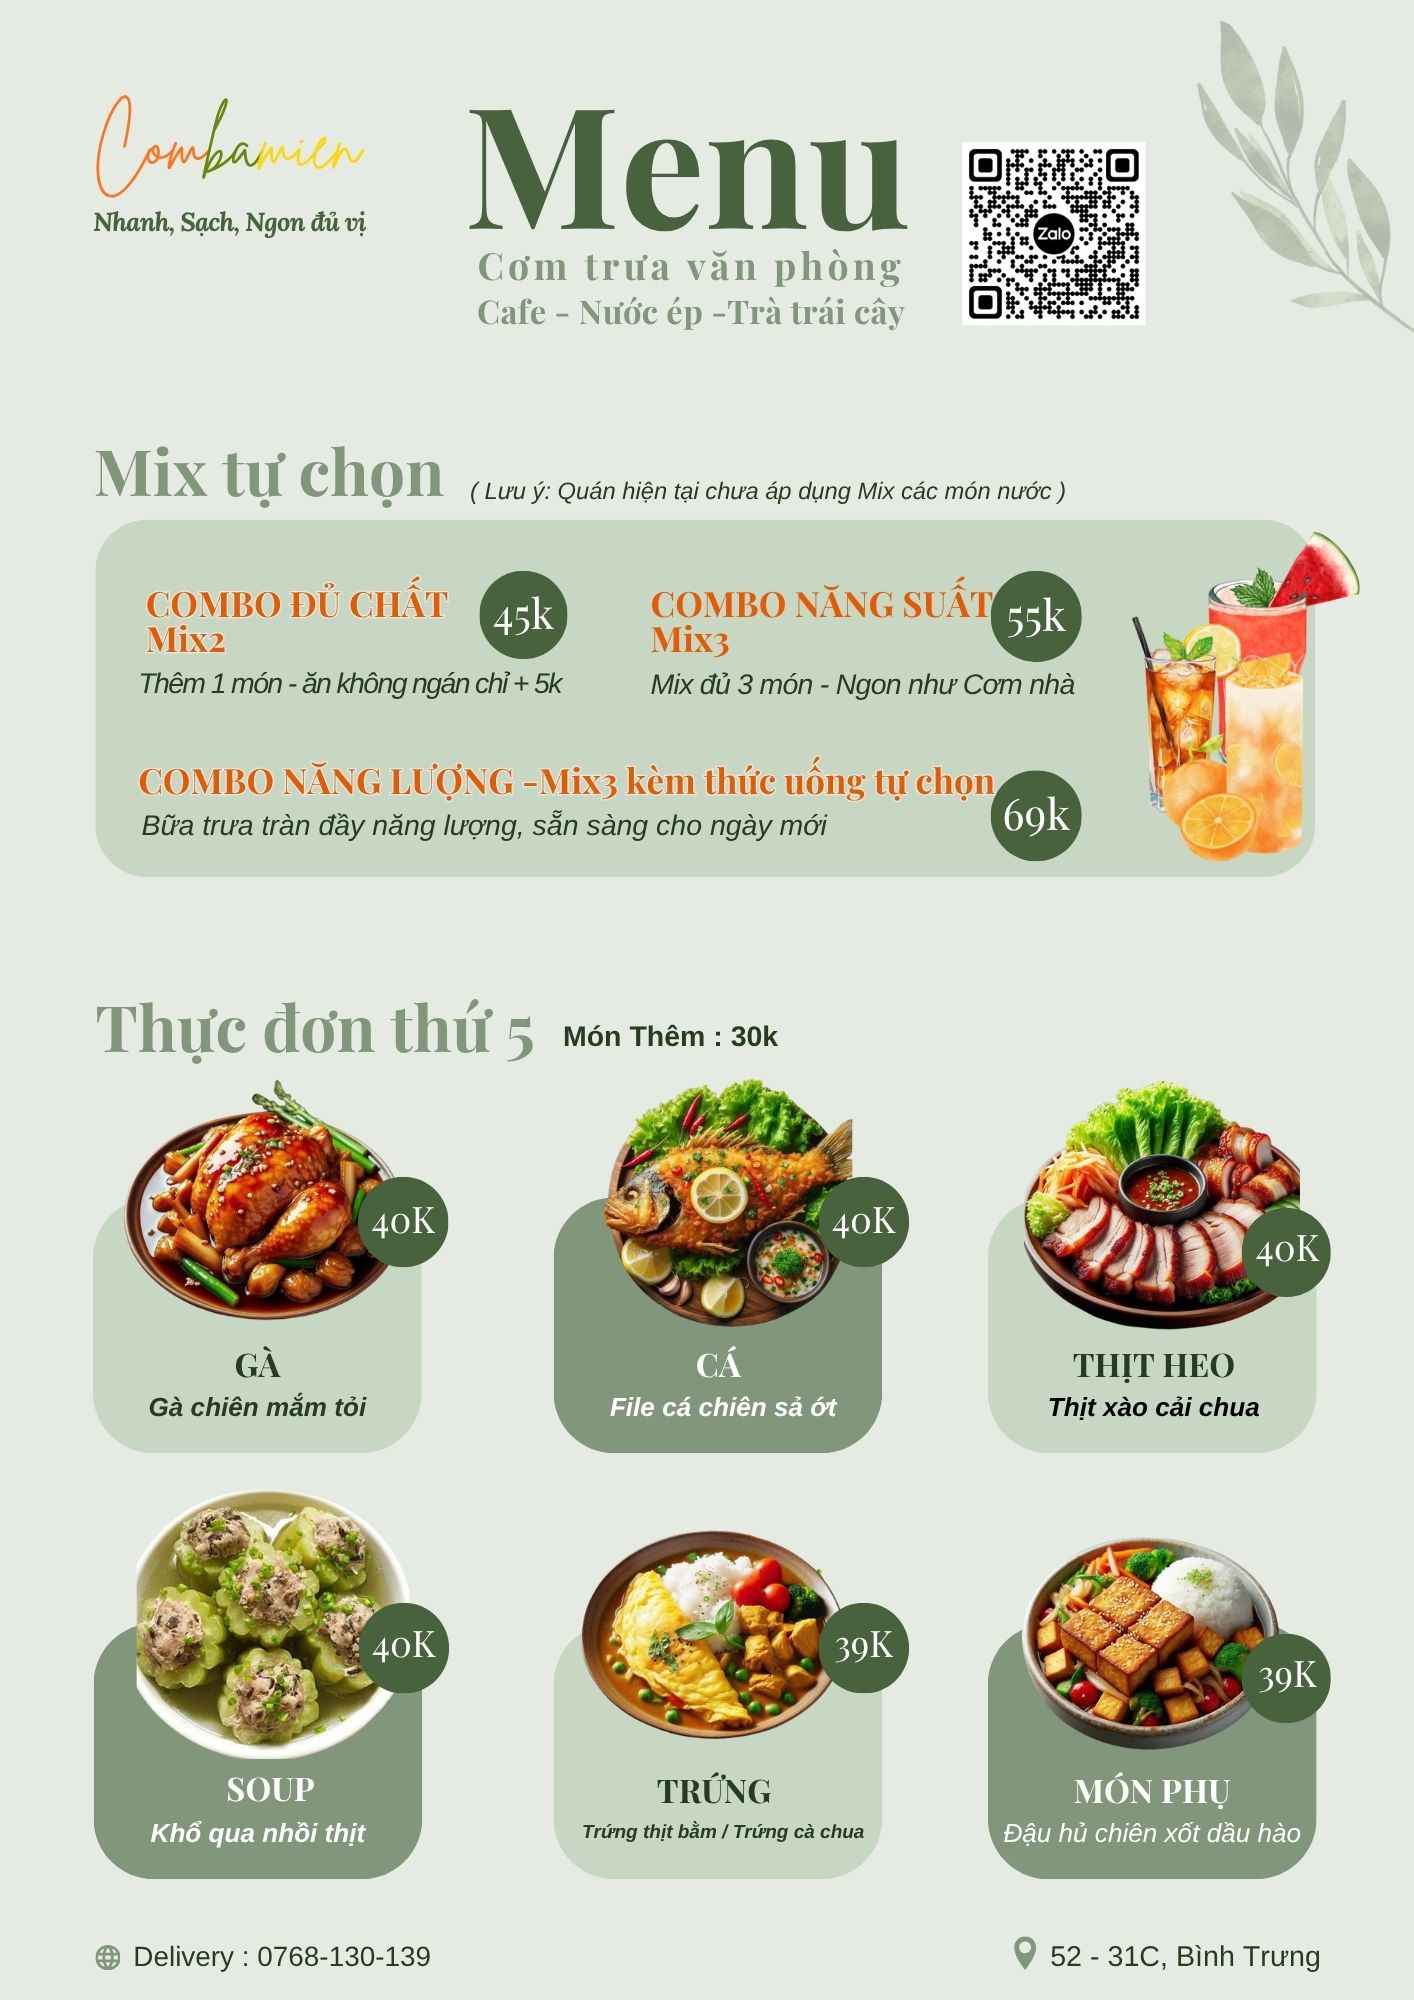 Combamien
Nhanh, Sạch, Ngon đủ vị
Menu
Cơm trưa văn phòng
Cafe - Nước ép -Trà trái cây
Zalo
Mix tự chọn
( Lưu ý: Quán hiện tại chưa áp dụng Mix các món nước )
COMBO ĐỦ CHẤT
Mix2
45k
Thêm 1 món - ăn không ngán chỉ + 5k
COMBO NĂNG SUẤT
Mix3
55k
Mix đủ 3 món - Ngon như Cơm nhà
COMBO NĂNG LƯỢNG -Mix3 kèm thức uống tự chọn
69k
Bữa trưa tràn đầy năng lượng, sẵn sàng cho ngày mới
Thực đơn thứ 5
Món Thêm : 30k
40K
GÀ
Gà chiên mắm tỏi
40K
CÁ
File cá chiên sả ớt
40K
THỊT HEO
Thịt xào cải chua
40K
SOUP
Khổ qua nhồi thịt
39K
TRỨNG
Trứng thịt bằm / Trứng cà chua
39K
MÓN PHỤ
Đậu hủ chiên xốt dầu hào
Delivery : 0768-130-139
52 - 31C, Bình Trưng